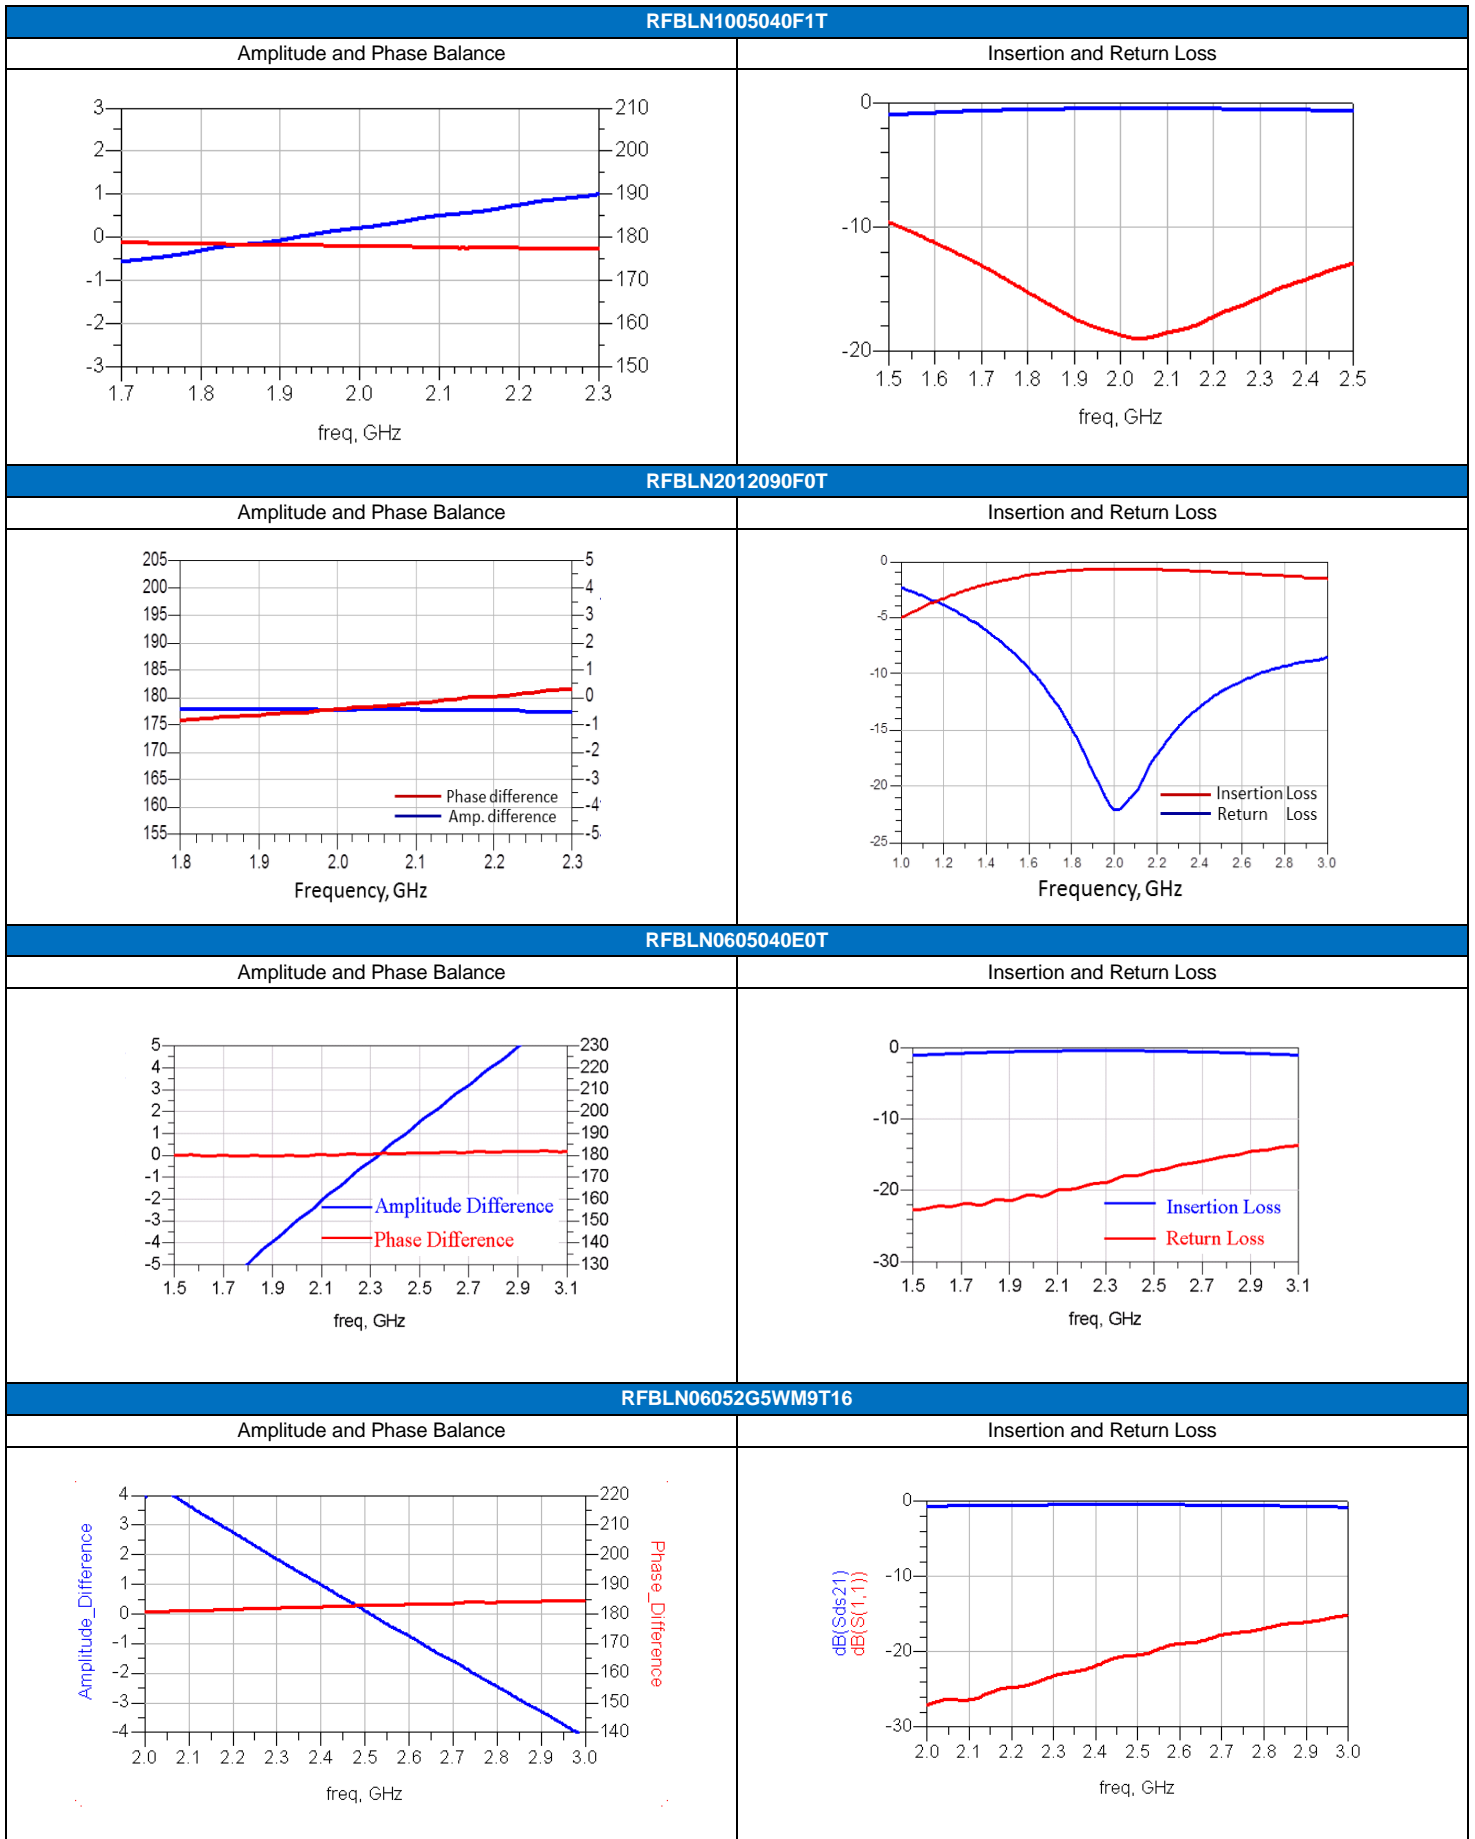 RFBLN1005040F1T
Amplitude and Phase Balance
Insertion and Return Loss
3
2
1
0
-1
-2
-3
210
200
190
180
170
160
150
1.7 1.8 1.9 2.0 2.1 2.2 2.3
freq, GHz
0
-10
-20
1.5 1.6 1.7 1.8 1.9 2.0 2.1 2.2 2.3 2.4 2.5
freq, GHz
RFBLN2012090F0T
Amplitude and Phase Balance
Insertion and Return Loss
205
200
195
190
185
180
175
170
165
160
155
5
4
3
2
1
0
-1
-2
-3
-4
-5
Phase difference
Amp. difference
1.8 1.9 2.0 2.1 2.2 2.3
Frequency, GHz
0
-5
-10
-15
-20
-25
Insertion Loss
Return Loss
1.0 1.2 1.4 1.6 1.8 2.0 2.2 2.4 2.6 2.8 3.0
Frequency, GHz
RFBLN0605040E0T
Amplitude and Phase Balance
Insertion and Return Loss
5
4
3
2
1
0
-1
-2
-3
-4
-5
230
220
210
200
190
180
170
160
150
140
130
Amplitude Difference
Phase Difference
1.5 1.7 1.9 2.1 2.3 2.5 2.7 2.9 3.1
freq, GHz
0
-10
-20
-30
Insertion Loss
Return Loss
1.5 1.7 1.9 2.1 2.3 2.5 2.7 2.9 3.1
freq, GHz
RFBLN06052G5WM9T16
Amplitude and Phase Balance
Insertion and Return Loss
Amplitude_Difference
4
3
2
1
0
-1
-2
-3
-4
220
210
200
190
180
170
160
150
140
Phase_Difference
2.0 2.1 2.2 2.3 2.4 2.5 2.6 2.7 2.8 2.9 3.0
freq, GHz
dB(Sds21)
dB(S(1,1))
0
-10
-20
-30
2.0 2.1 2.2 2.3 2.4 2.5 2.6 2.7 2.8 2.9 3.0
freq, GHz